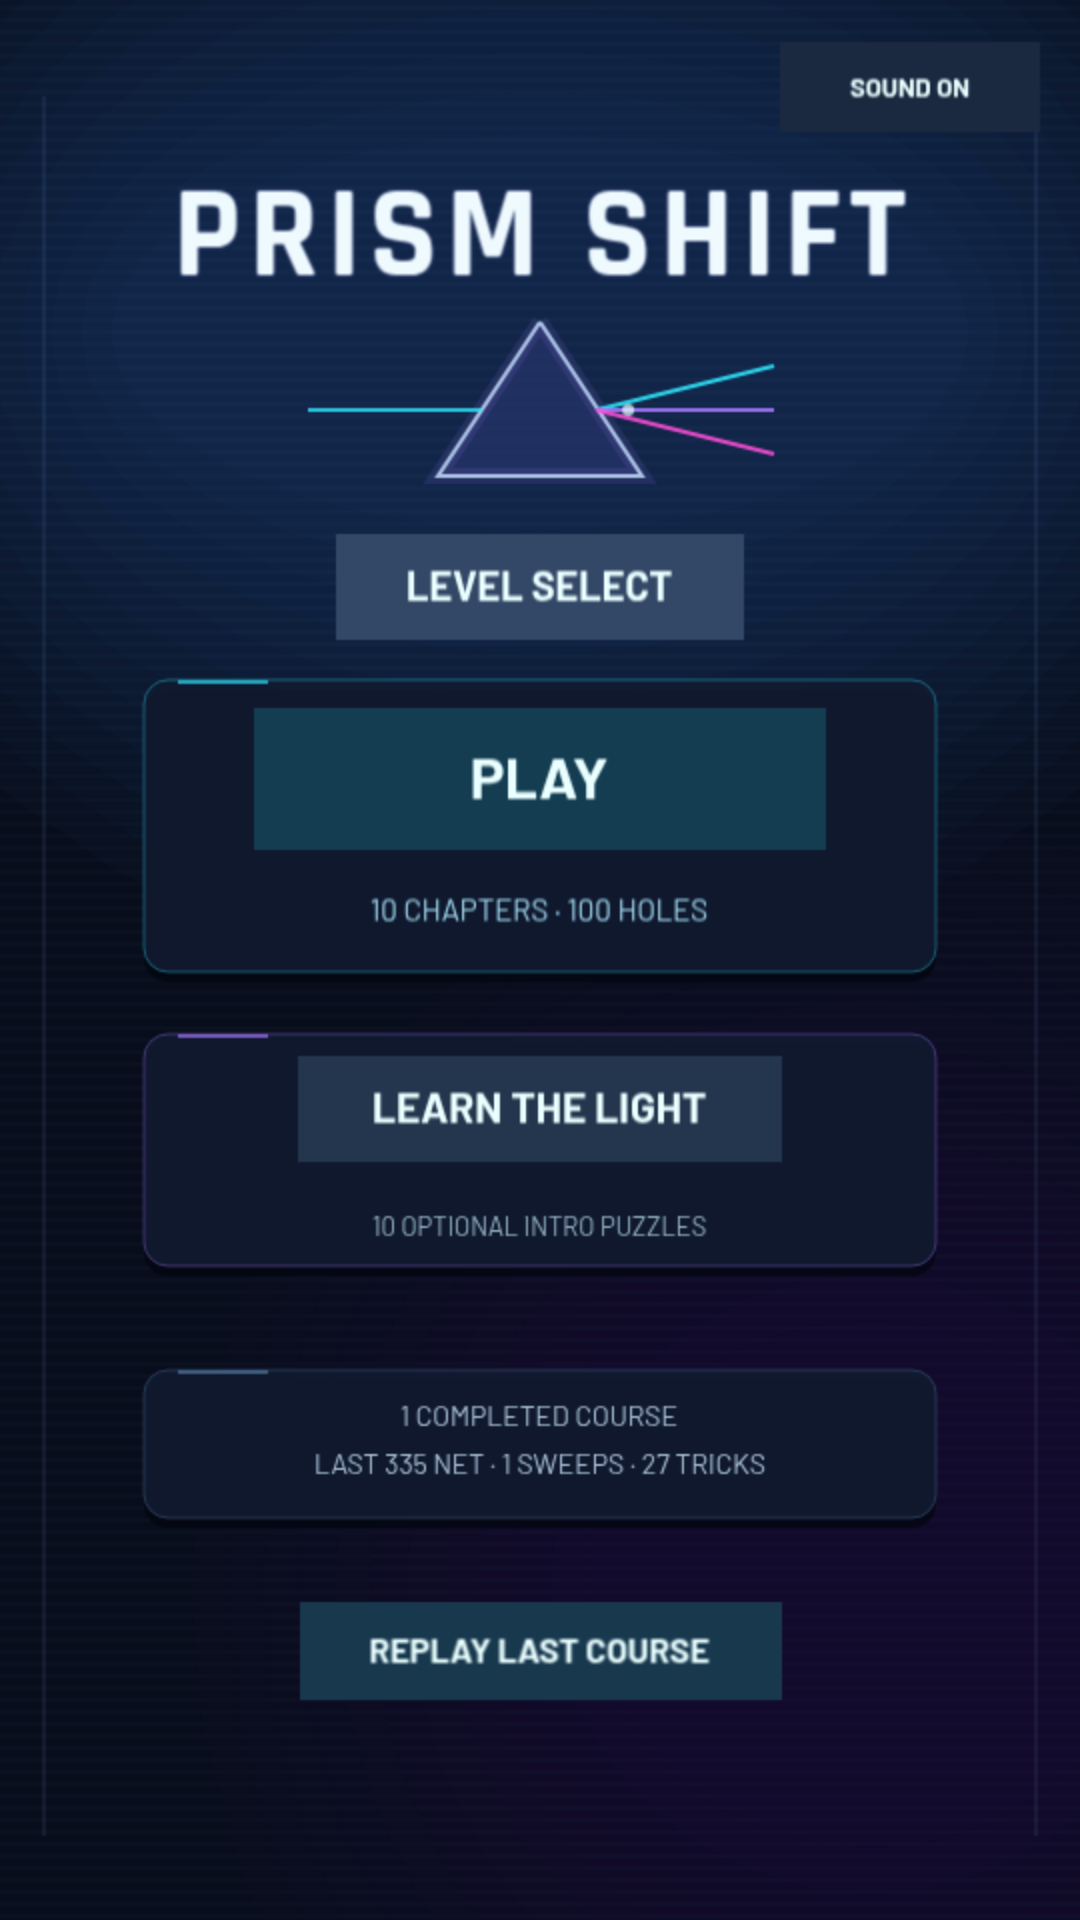 SOUND ON
PRISM SHIFT
LEVEL SELECT
PLAY
10 CHAPTERS · 100 HOLES
LEARN THE LIGHT
10 OPTIONAL INTRO PUZZLES
1 COMPLETED COURSE
LAST 335 NET · 1 SWEEPS · 27 TRICKS
REPLAY LAST COURSE